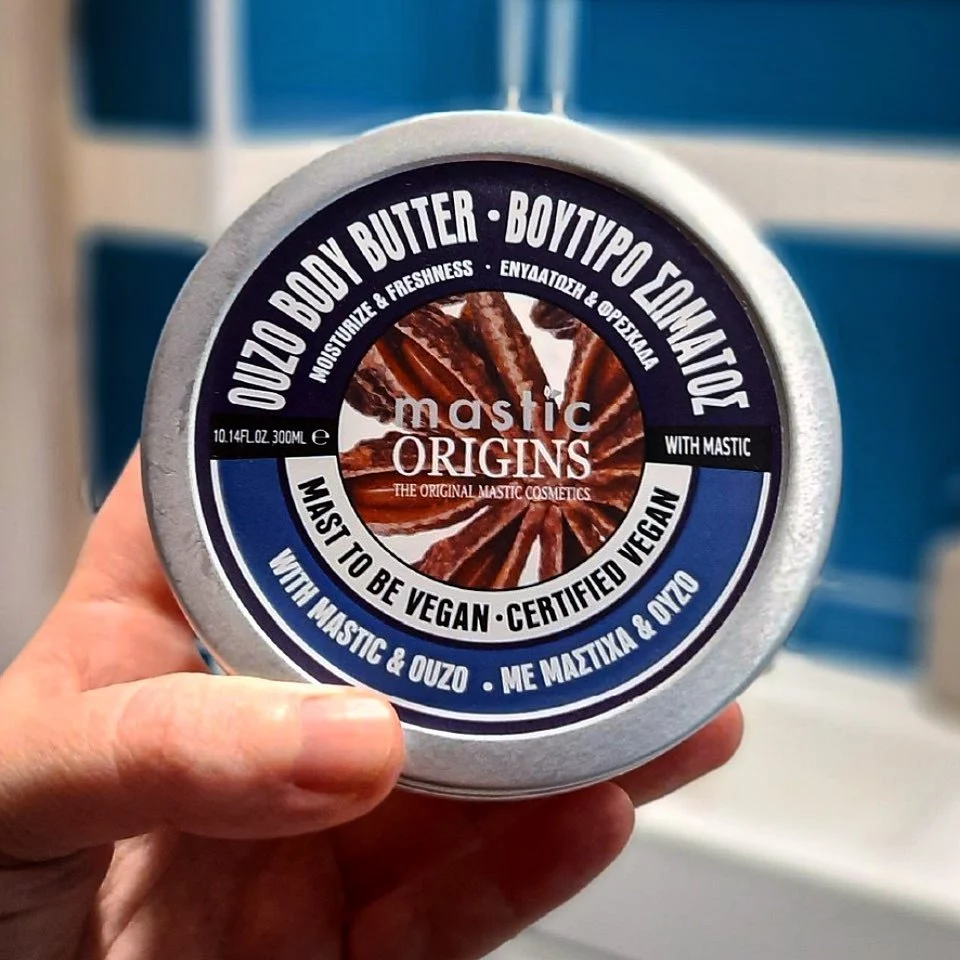 OUZO BODY BUTTER · ΒΟΥΤΥΡΟ ΣΩΜΑΤΟΣ
MOISTURIZE & FRESHNESS · ΕΝΥΔΑΤΩΣΗ & ΦΡΕΣΚΑΔΑ
mastic
ORIGINS
THE ORIGINAL MASTIC COSMETICS
10.14FL.OZ. 300ML ℮
WITH MASTIC
MAST TO BE VEGAN · CERTIFIED VEGAN
WITH MASTIC & OUZO · ΜΕ ΜΑΣΤΙΧΑ & ΟΥΖΟ